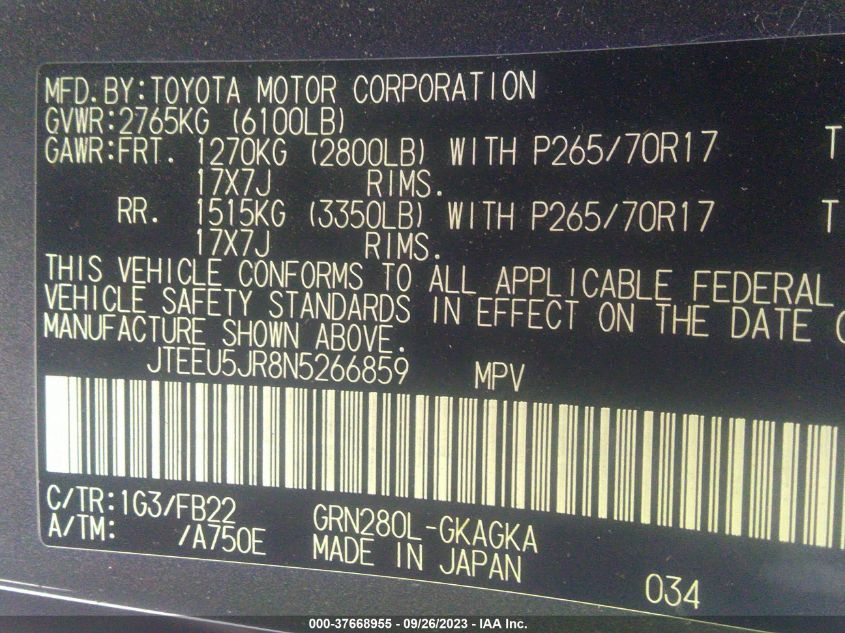 MFD.BY:TOYOTA MOTOR CORPORATION
GVWR:2765KG (6100LB)
GAWR:FRT. 1270KG (2800LB) WITH P265/70R17 T
17X7J RIMS.
RR. 1515KG (3350LB) WITH P265/70R17 T
17X7J RIMS.
THIS VEHICLE CONFORMS TO ALL APPLICABLE FEDERAL
VEHICLE SAFETY STANDARDS IN EFFECT ON THE DATE
MANUFACTURE SHOWN ABOVE.
JTEEU5JR8N5266859 MPV
C/TR:1G3/FB22 GRN280L-GKAGKA
A/TM: /A750E MADE IN JAPAN
034
000-37668955 - 09/26/2023 - IAA Inc.